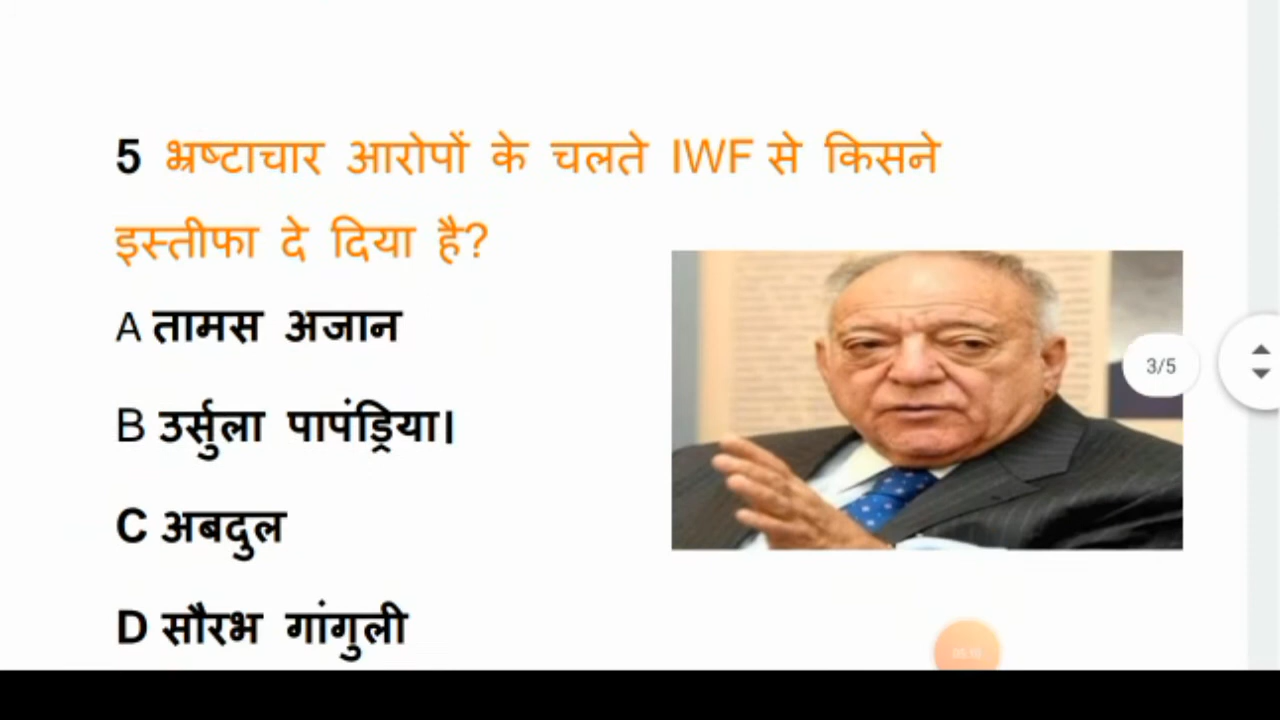 5 भ्रष्टाचार आरोपों के चलते IWF से किसने
इस्तीफा दे दिया है?
A तामस अजान
B उर्सुला पापंड्रिया।
C अबदुल
D सौरभ गांगुली
3/5